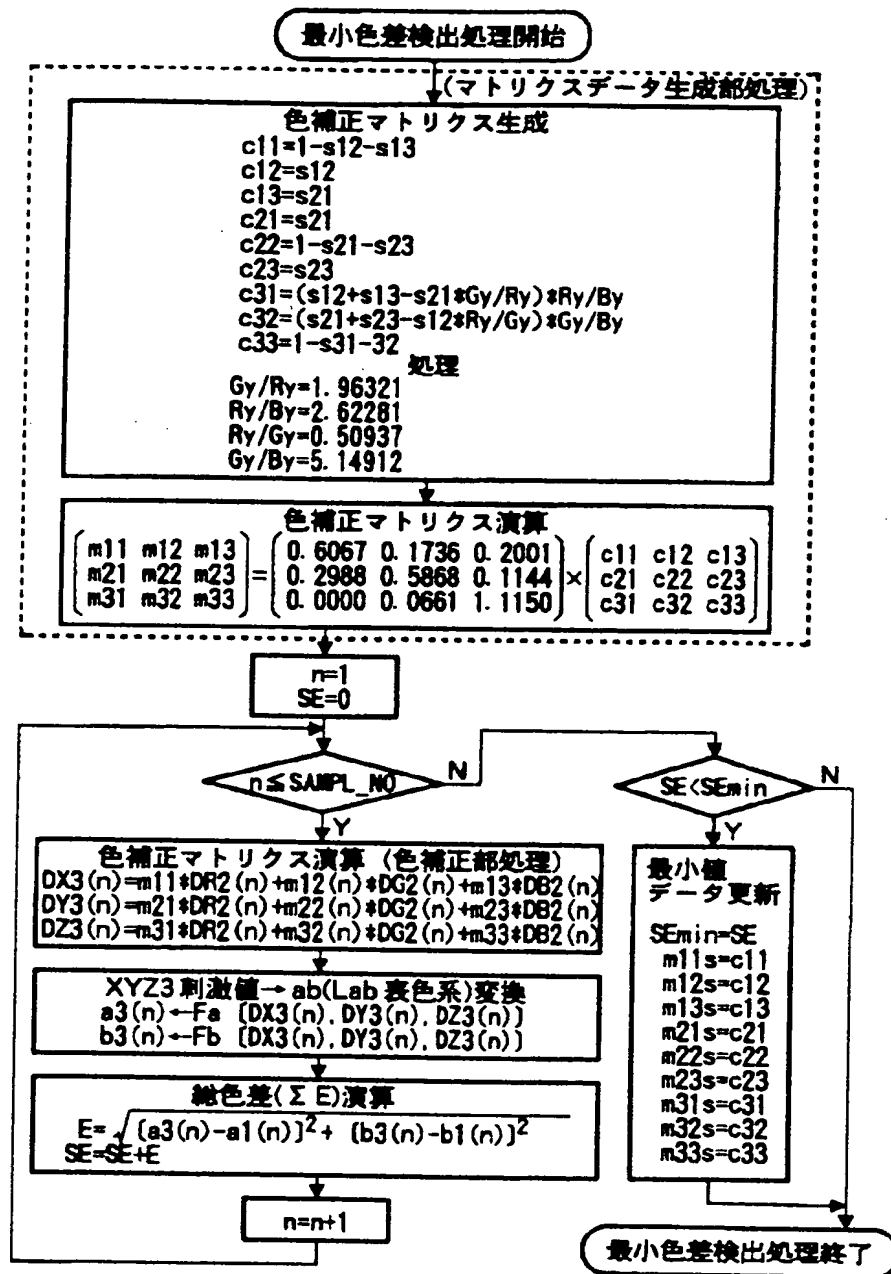 最小色差検出処理開始
(マトリクスデータ生成部処理)
色補正マトリクス生成
c11=1-s12-s13
c12=s12
c13=s21
c21=s21
c22=1-s21-s23
c23=s23
c31=(s12+s13-s21*Gy/Ry)*Ry/By
c32=(s21+s23-s12*Ry/Gy)*Gy/By
c33=1-s31-32
処理
Gy/Ry=1.96321
Ry/By=2.62281
Ry/Gy=0.50937
Gy/By=5.14912
色補正マトリクス演算
m11 m12 m13 0.6067 0.1736 0.2001 c11 c12 c13
m21 m22 m23 = 0.2988 0.5868 0.1144 × c21 c22 c23
m31 m32 m33 0.0000 0.0661 1.1150 c31 c32 c33
n=1
SE=0
n≦SAMPL_NO
N
Y
色補正マトリクス演算 (色補正部処理)
DX3(n)=m11*DR2(n)+m12(n)*DG2(n)+m13*DB2(n)
DY3(n)=m21*DR2(n)+m22(n)*DG2(n)+m23*DB2(n)
DZ3(n)=m31*DR2(n)+m32(n)*DG2(n)+m33*DB2(n)
XYZ3刺激値→ab(Lab表色系)変換
a3(n)←Fa [DX3(n),DY3(n),DZ3(n)]
b3(n)←Fb [DX3(n),DY3(n),DZ3(n)]
総色差(ΣE)演算
E=√[a3(n)-a1(n)]²+ [b3(n)-b1(n)]²
SE=SE+E
n=n+1
SE<SEmin
N
Y
最小値
データ更新
SEmin=SE
m11s=c11
m12s=c12
m13s=c13
m21s=c21
m22s=c22
m23s=c23
m31s=c31
m32s=c32
m33s=c33
最小色差検出処理終了